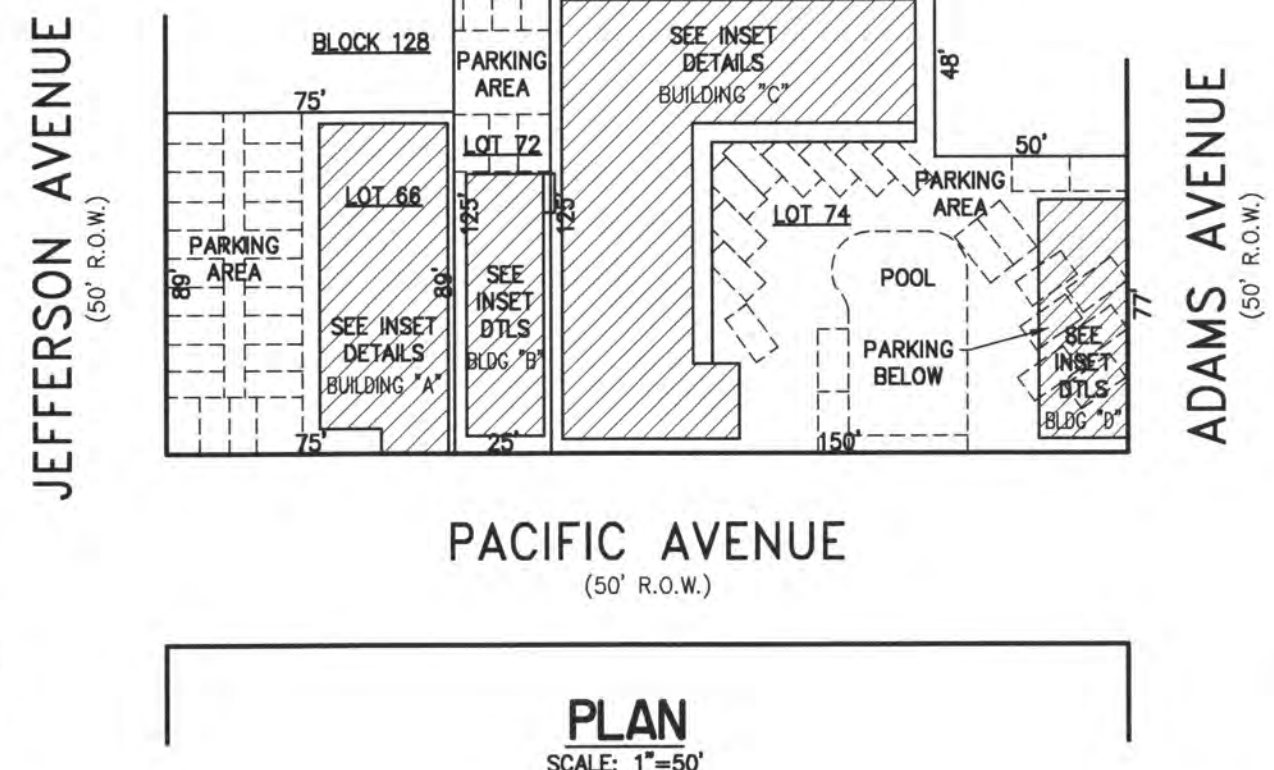 JEFFERSON AVENUE
(50' R.O.W.)
BLOCK 128
75'
PARKING
AREA
89'
LOT 66
SEE INSET
DETAILS
BUILDING "A"
89'
75'
PARKING
AREA
LOT 72
125'
125'
SEE
INSET
DTLS
BLDG "B"
25'
SEE INSET
DETAILS
BUILDING "C"
48'
50'
PARKING
AREA
LOT 74
POOL
PARKING
BELOW
150'
77'
SEE
INSET
DTLS
BLDG "D"
ADAMS AVENUE
(50' R.O.W.)
PACIFIC AVENUE
(50' R.O.W.)
PLAN
SCALE: 1"=50'